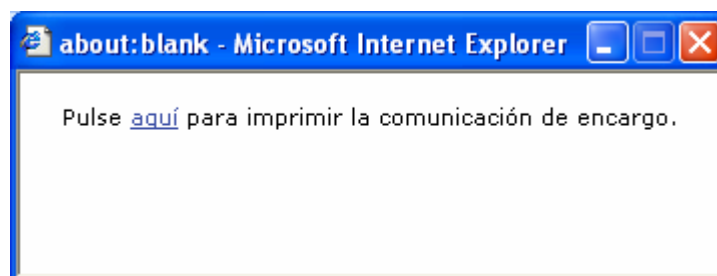 about:blank - Microsoft Internet Explorer
Pulse aquí para imprimir la comunicación de encargo.